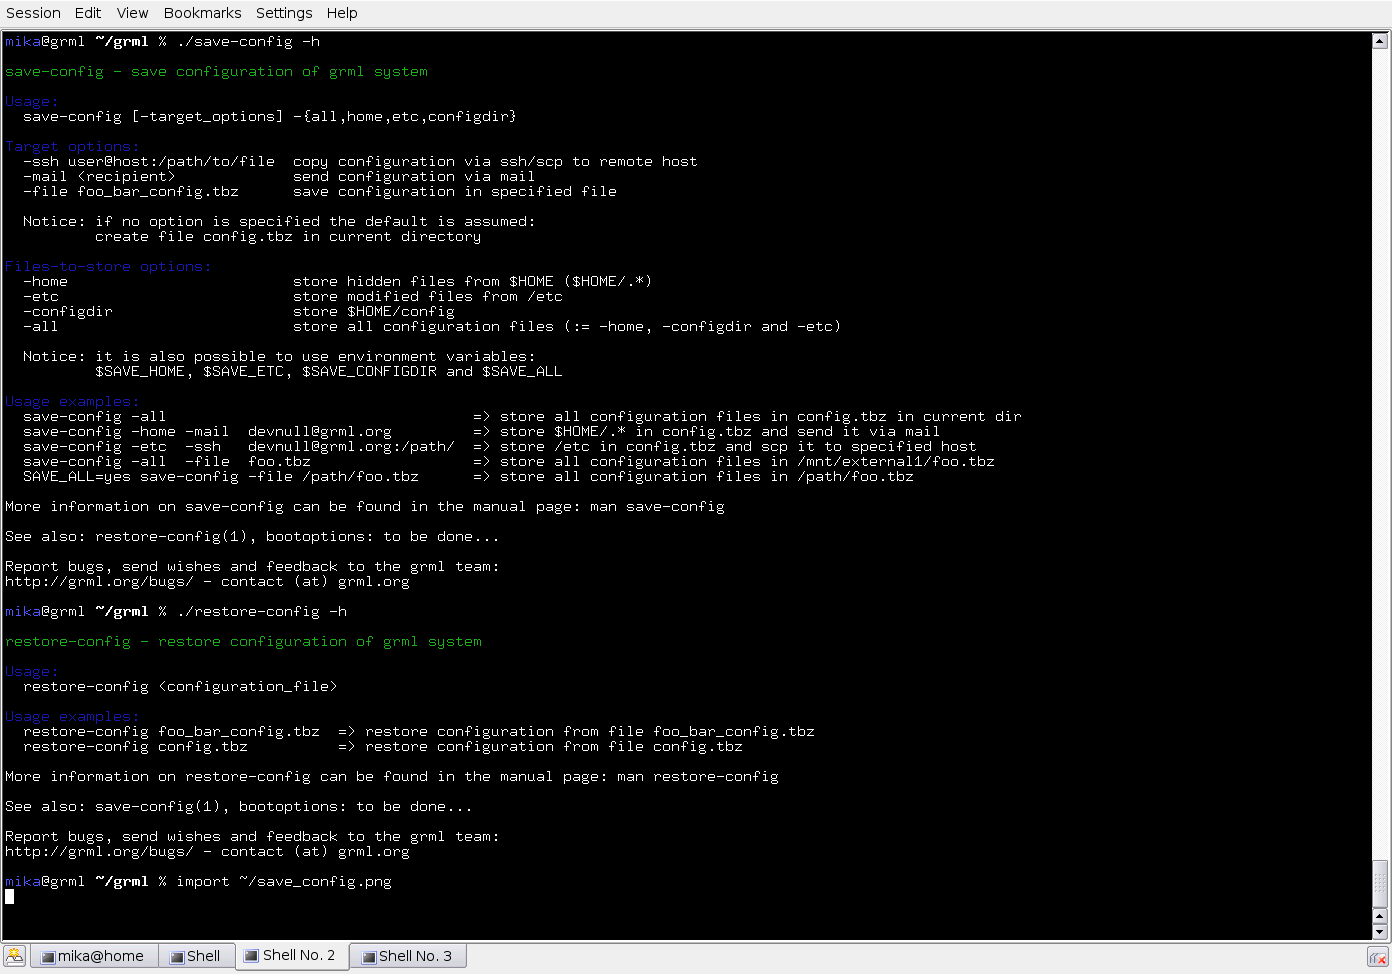 Session Edit View Bookmarks Settings Help
mika@grml ~/grml % ./save-config -h
save-config - save configuration of grml system
Usage:
save-config [-target_options] -{all,home,etc,configdir}
Target options:
-ssh user@host:/path/to/file copy configuration via ssh/scp to remote host
-mail <recipient> send configuration via mail
-file foo_bar_config.tbz save configuration in specified file
Notice: if no option is specified the default is assumed:
create file config.tbz in current directory
Files-to-store options:
-home store hidden files from $HOME ($HOME/.*)
-etc store modified files from /etc
-configdir store $HOME/config
-all store all configuration files (:= -home, -configdir and -etc)
Notice: it is also possible to use environment variables:
$SAVE_HOME, $SAVE_ETC, $SAVE_CONFIGDIR and $SAVE_ALL
Usage examples:
save-config -all => store all configuration files in config.tbz in current dir
save-config -home -mail devnull@grml.org => store $HOME/.* in config.tbz and send it via mail
save-config -etc -ssh devnull@grml.org:/path/ => store /etc in config.tbz and scp it to specified host
save-config -all -file foo.tbz => store all configuration files in /mnt/external1/foo.tbz
SAVE_ALL=yes save-config -file /path/foo.tbz => store all configuration files in /path/foo.tbz
More information on save-config can be found in the manual page: man save-config
See also: restore-config(1), bootoptions: to be done...
Report bugs, send wishes and feedback to the grml team:
http://grml.org/bugs/ - contact (at) grml.org
mika@grml ~/grml % ./restore-config -h
restore-config - restore configuration of grml system
Usage:
restore-config <configuration_file>
Usage examples:
restore-config foo_bar_config.tbz => restore configuration from file foo_bar_config.tbz
restore-config config.tbz => restore configuration from file config.tbz
More information on restore-config can be found in the manual page: man restore-config
See also: save-config(1), bootoptions: to be done...
Report bugs, send wishes and feedback to the grml team:
http://grml.org/bugs/ - contact (at) grml.org
mika@grml ~/grml % import ~/save_config.png
mika@home Shell Shell No. 2 Shell No. 3